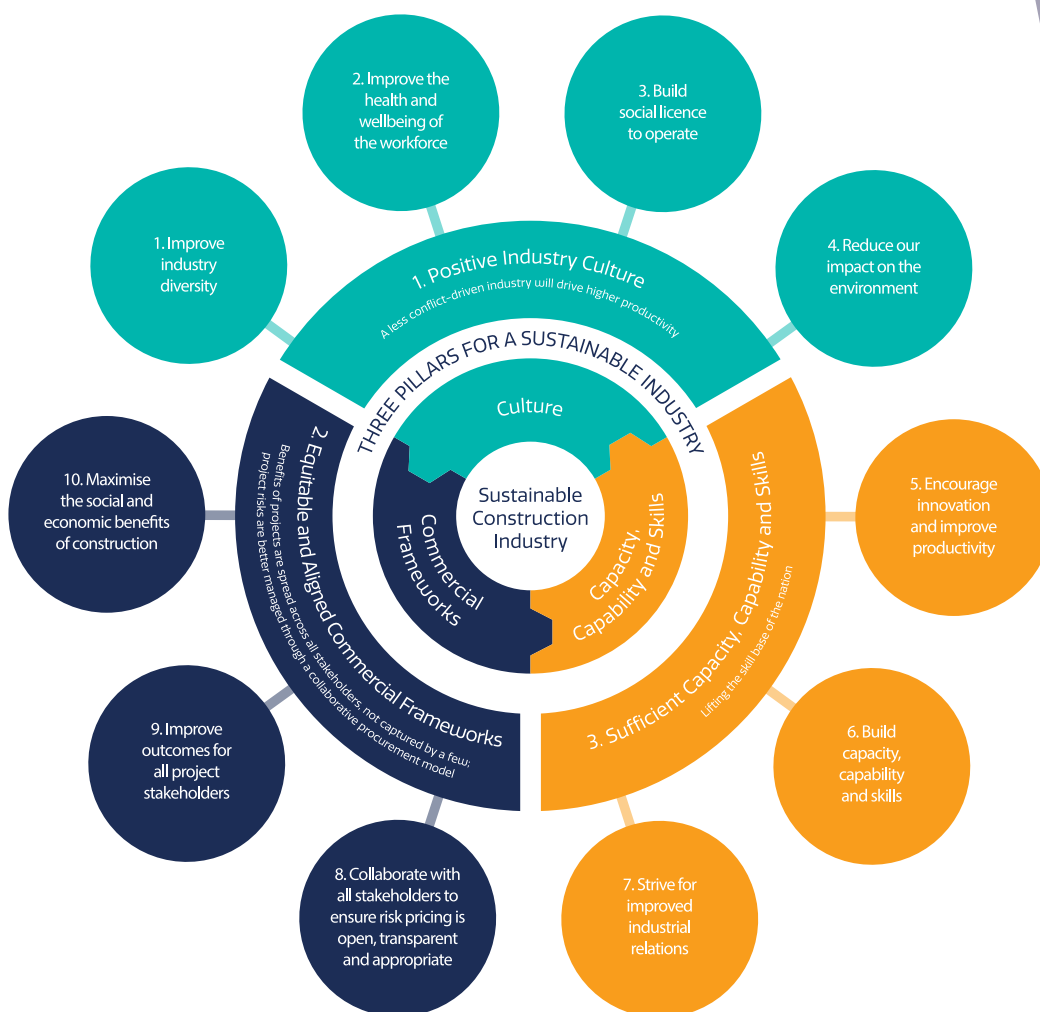 2. Improve the
health and
wellbeing of
the workforce
3. Build
social licence
to operate
1. Improve
industry
diversity
4. Reduce our
impact on the
environment
1. Positive Industry Culture
A less conflict-driven industry will drive higher productivity
THREE PILLARS FOR A SUSTAINABLE INDUSTRY
Culture
Sustainable
Construction
Industry
Commercial
Frameworks
Capacity,
Capability and Skills
2. Equitable and Aligned Commercial Frameworks
Benefits of projects are spread across all stakeholders, not captured by a few;
project risks are better managed through a collaborative procurement model
3. Sufficient Capacity, Capability and Skills
Lifting the skill base of the nation
10. Maximise
the social and
economic benefits
of construction
5. Encourage
innovation
and improve
productivity
9. Improve
outcomes for
all project
stakeholders
6. Build
capacity,
capability
and skills
8. Collaborate with
all stakeholders to
ensure risk pricing is
open, transparent
and appropriate
7. Strive for
improved
industrial
relations